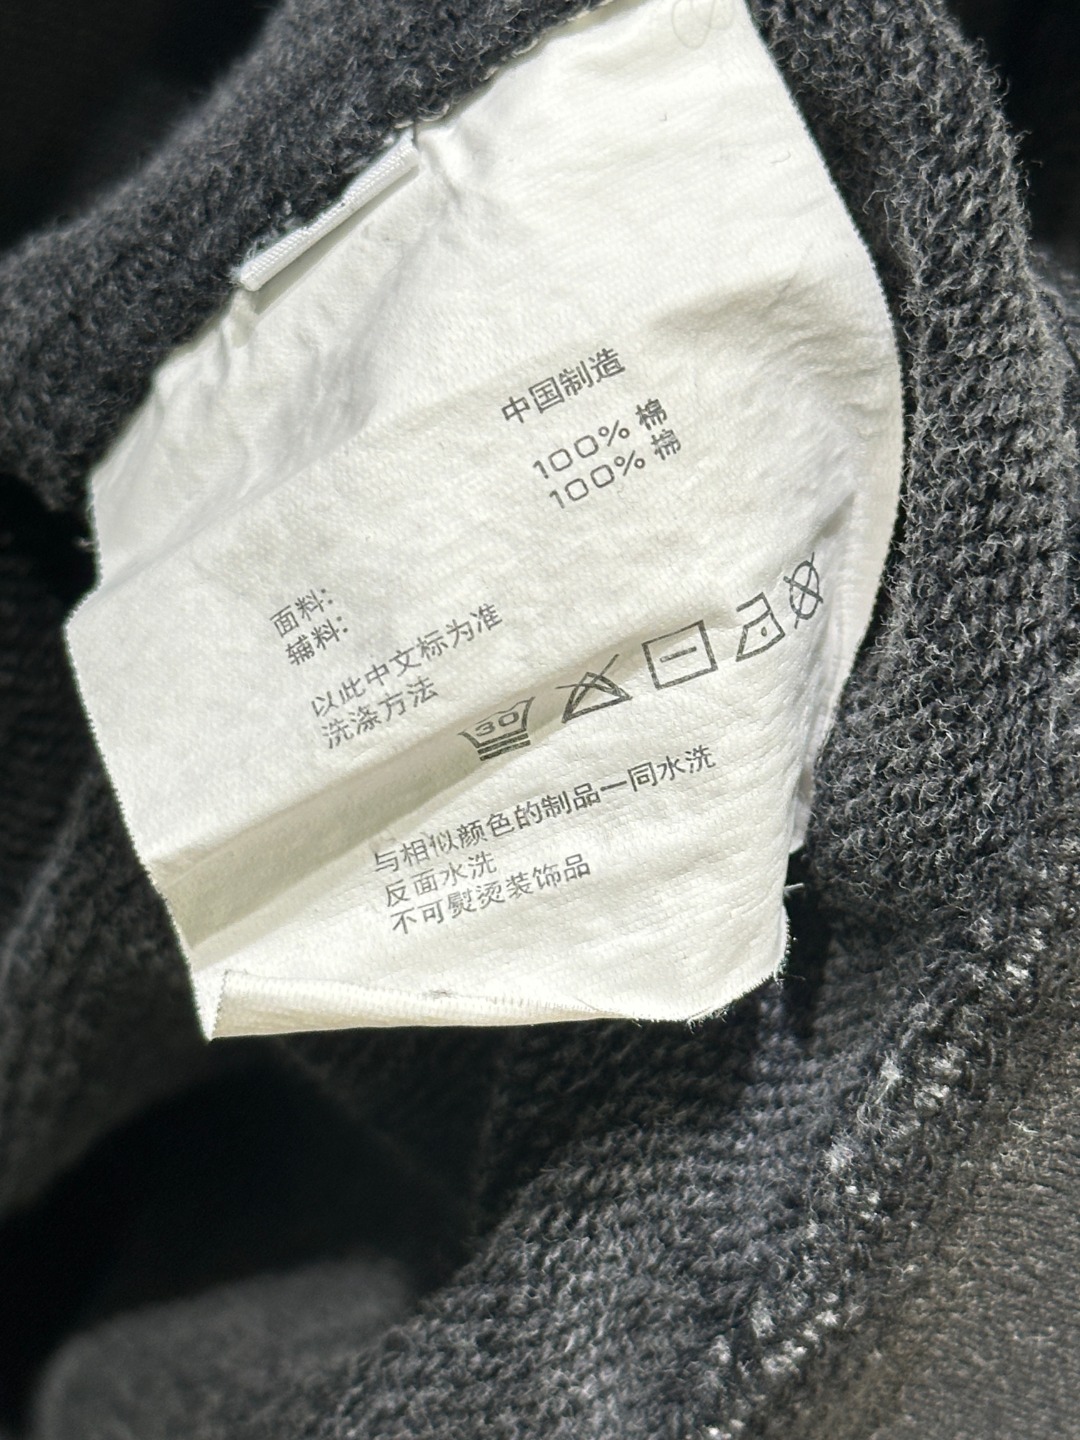 中国制造
100% 棉
100% 棉
面料:
辅料:
以此中文标为准
洗涤方法
30
与相似颜色的制品一同水洗
反面水洗
不可熨烫装饰品